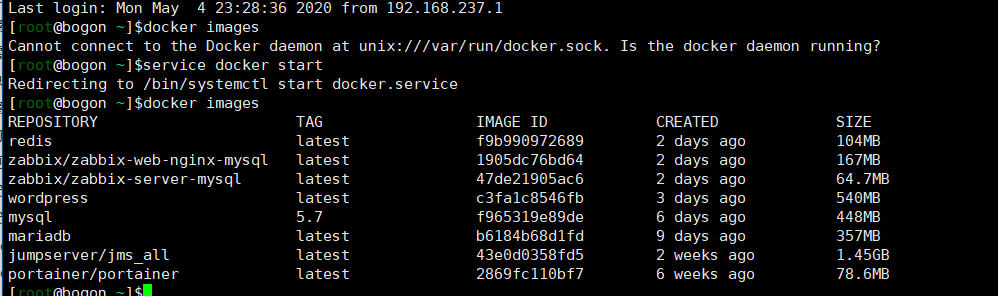 Last login: Mon May  4 23:28:36 2020 from 192.168.237.1
[root@bogon ~]$docker images
Cannot connect to the Docker daemon at unix:///var/run/docker.sock. Is the docker daemon running?
[root@bogon ~]$service docker start
Redirecting to /bin/systemctl start docker.service
[root@bogon ~]$docker images
REPOSITORY                      TAG                 IMAGE ID            CREATED             SIZE
redis                           latest              f9b990972689        2 days ago          104MB
zabbix/zabbix-web-nginx-mysql   latest              1905dc76bd64        2 days ago          167MB
zabbix/zabbix-server-mysql      latest              47de21905ac6        2 days ago          64.7MB
wordpress                       latest              c3fa1c8546fb        3 days ago          540MB
mysql                           5.7                 f965319e89de        6 days ago          448MB
mariadb                         latest              b6184b68d1fd        9 days ago          357MB
jumpserver/jms_all              latest              43e0d0358fd5        2 weeks ago         1.45GB
portainer/portainer             latest              2869fc110bf7        6 weeks ago         78.6MB
[root@bogon ~]$